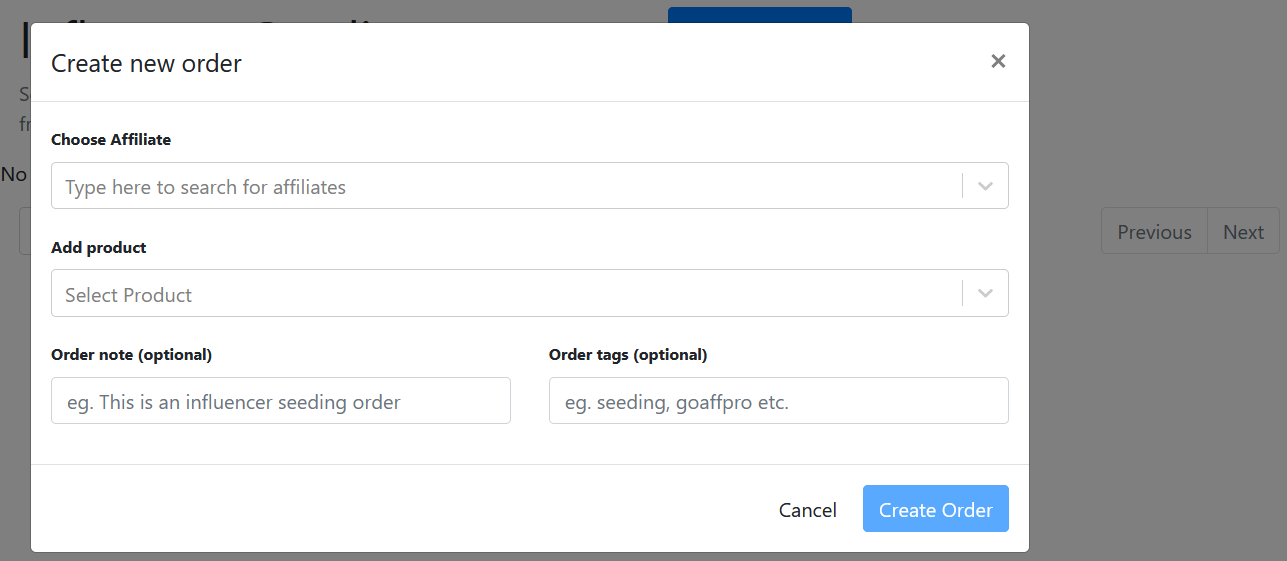 Create new order
×
Choose Affiliate
Type here to search for affiliates
No
Add product
Previous
Next
Select Product
Order note (optional)
Order tags (optional)
eg. This is an influencer seeding order
eg. seeding, goaffpro etc.
Cancel
Create Order